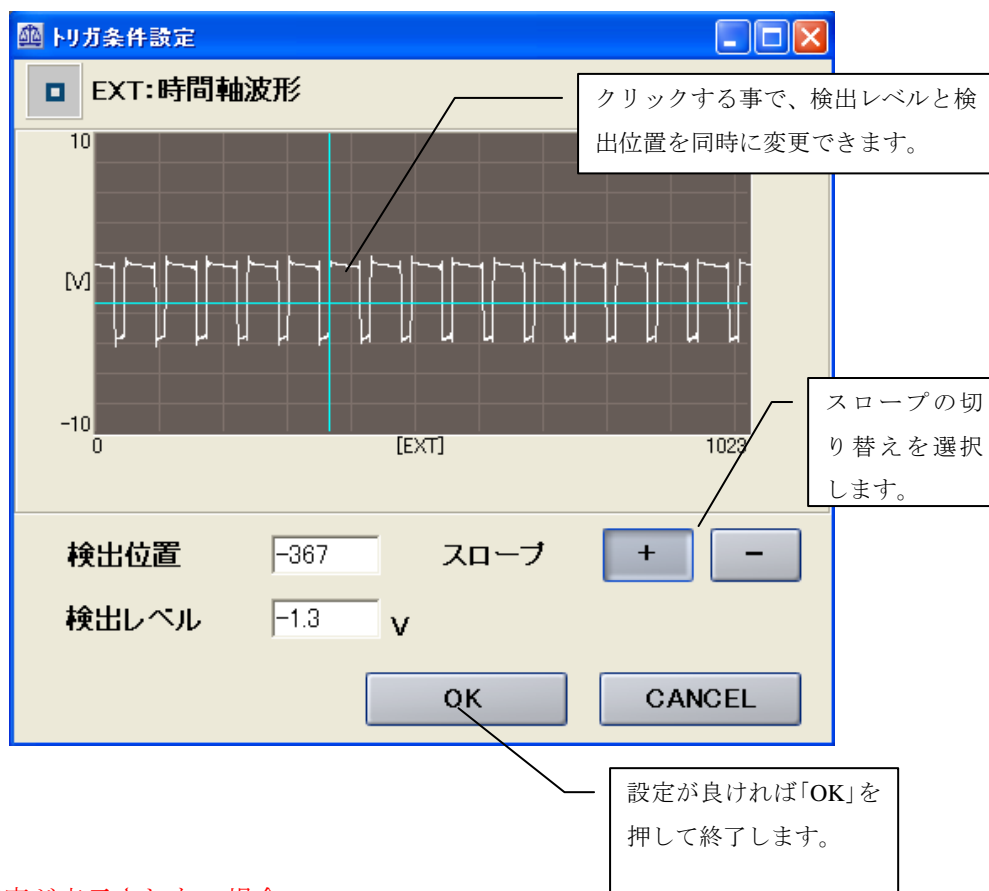 トリガ条件設定
EXT:時間軸波形
クリックする事で、検出レベルと検
出位置を同時に変更できます。
10
[V]
-10
0
[EXT]
1023
スロープの切
り替えを選択
します。
検出位置
-367
スロープ
+
-
検出レベル
-1.3
V
OK
CANCEL
設定が良ければ「OK」を
押して終了します。